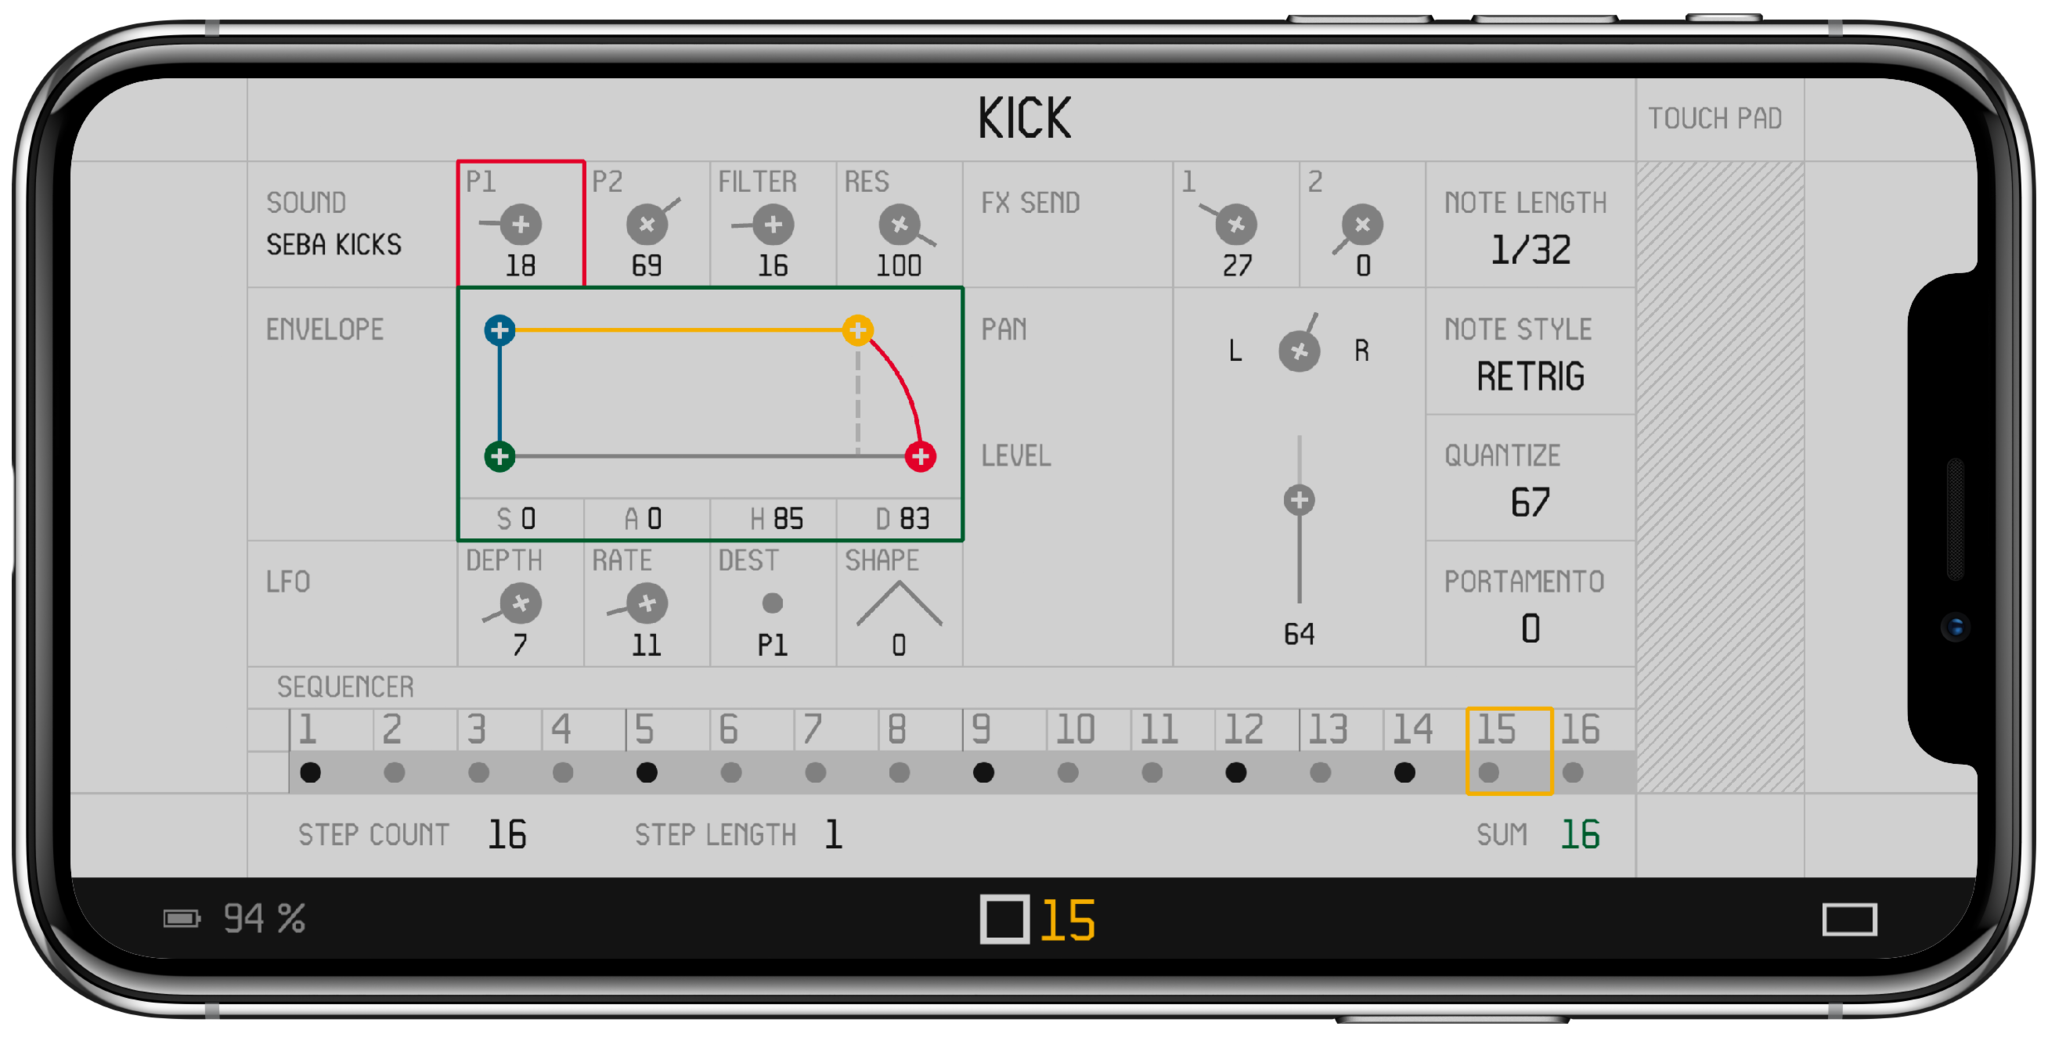 KICK
TOUCH PAD
SOUND
SEBA KICKS
P1
18
P2
69
FILTER
16
RES
100
FX SEND
1
27
2
0
NOTE LENGTH
1/32
ENVELOPE
S 0 A 0 H 85 D 83
PAN
L R
NOTE STYLE
RETRIG
LEVEL
64
QUANTIZE
67
LFO
DEPTH
7
RATE
11
DEST
P1
SHAPE
0
PORTAMENTO
0
SEQUENCER
1 2 3 4 5 6 7 8 9 10 11 12 13 14 15 16
STEP COUNT 16 STEP LENGTH 1 SUM 16
94 % 15